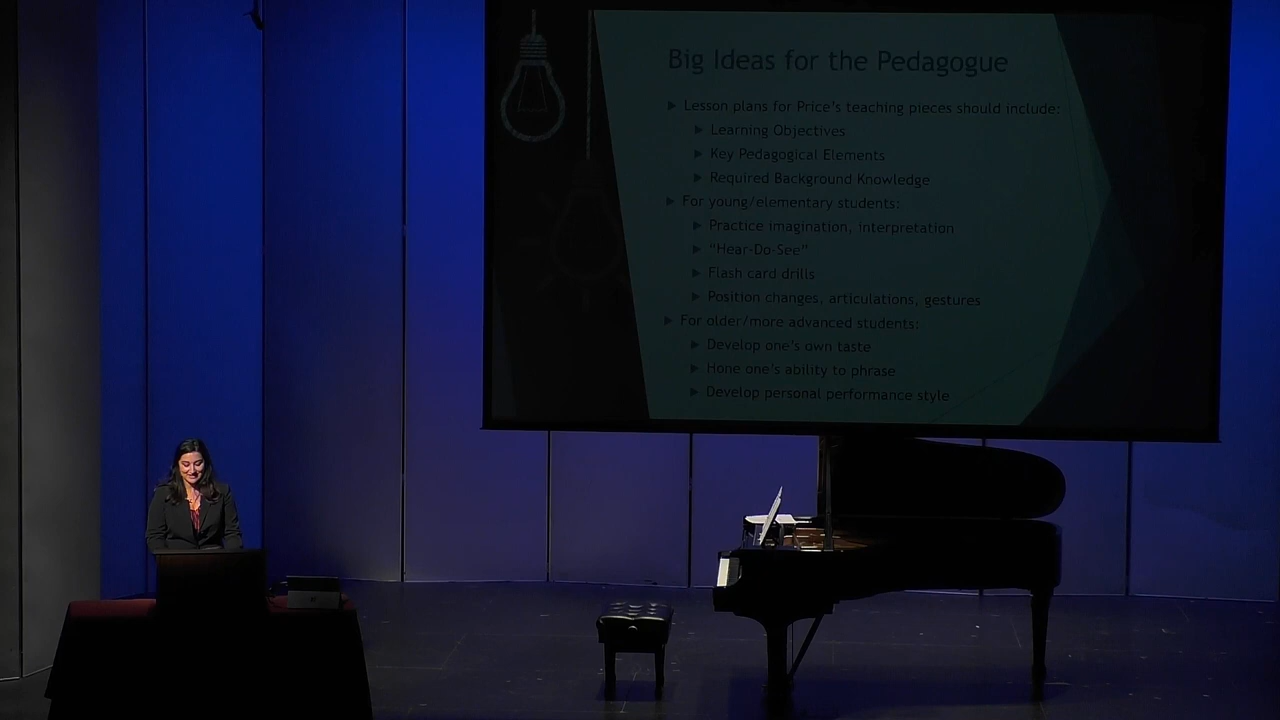 Big Ideas for the Pedagogue
Lesson plans for Price's teaching pieces should include:
Learning Objectives
Key Pedagogical Elements
Required Background Knowledge
For young/elementary students:
Practice imagination, interpretation
"Hear-Do-See"
Flash card drills
Position changes, articulations, gestures
For older/more advanced students:
Develop one's own taste
Hone one's ability to phrase
Develop personal performance style